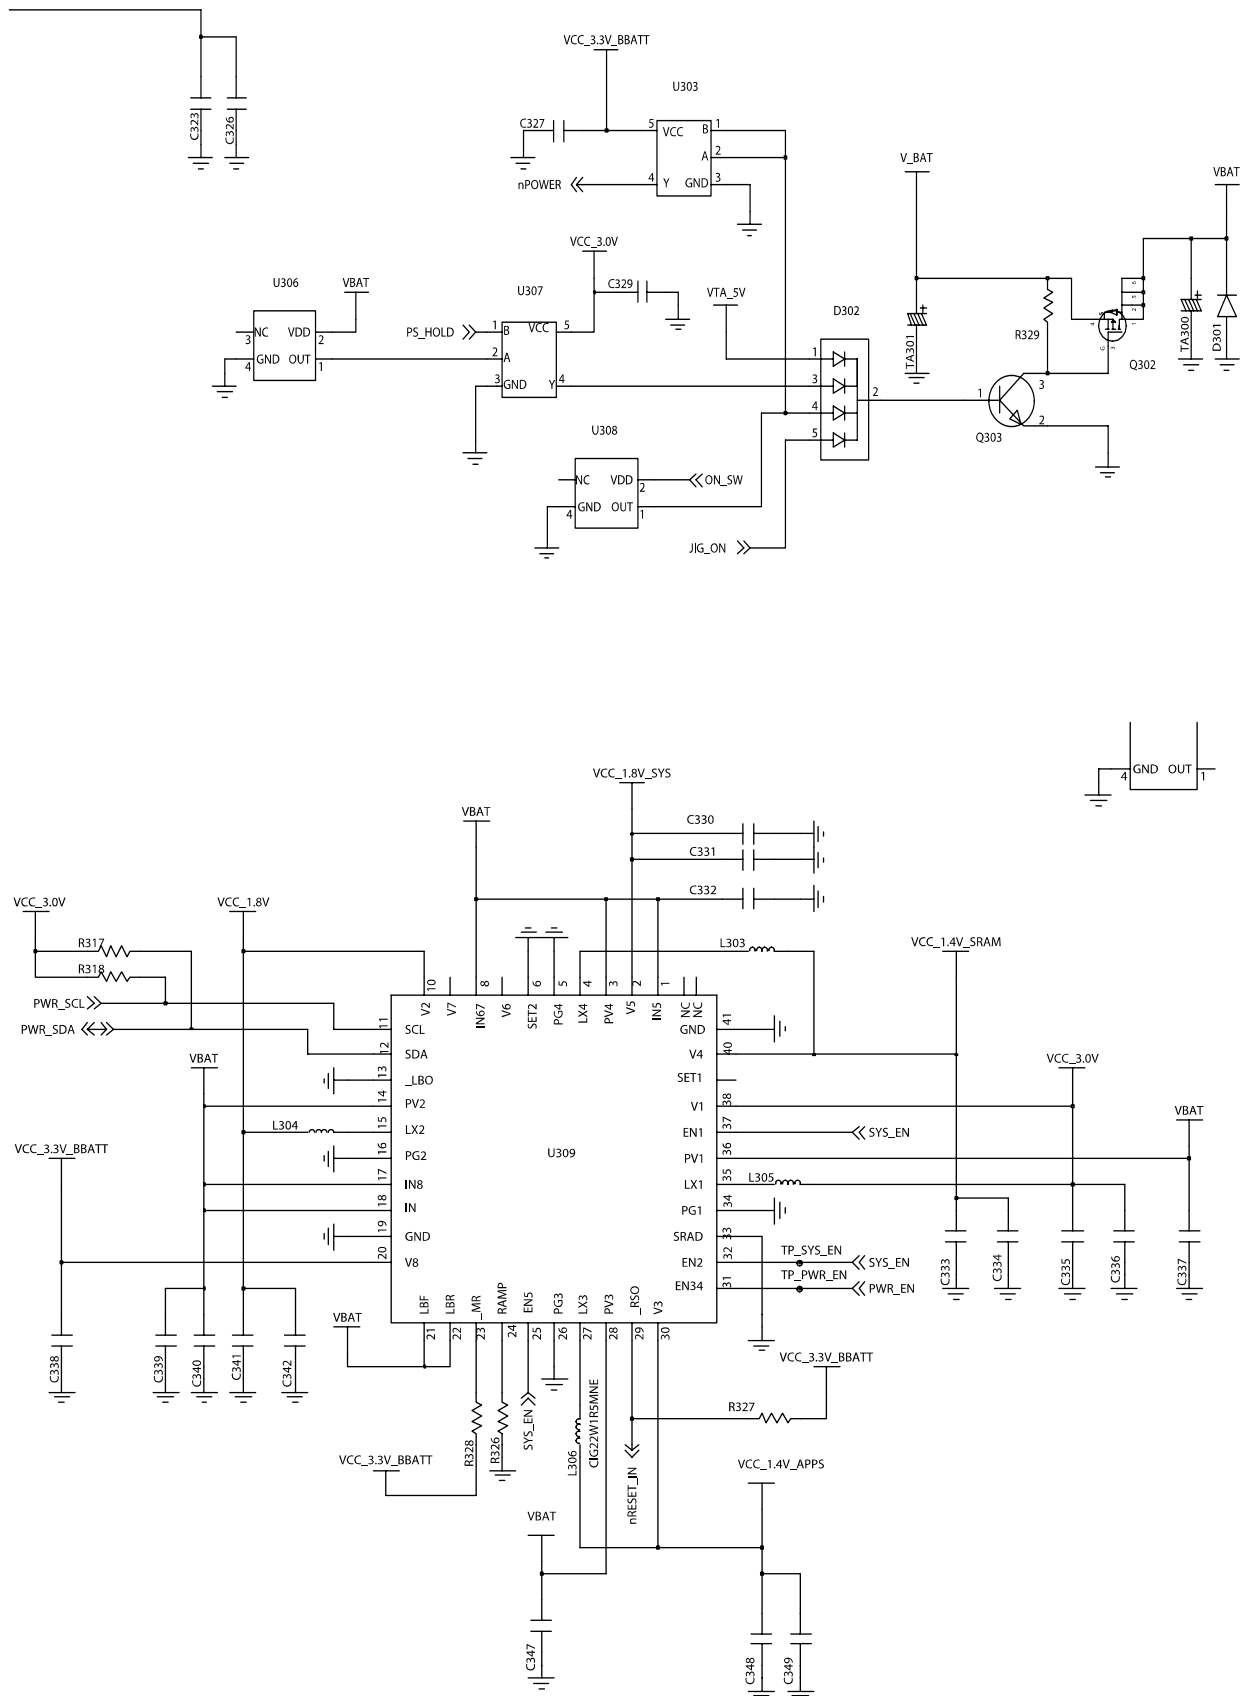 VCC_3.3V_BBATT
U303
C323
C326
C327
5 VCC B 1
A 2
nPOWER 4 Y GND 3
V_BAT
VBAT
VCC_3.0V
U306
VBAT
U307
C329
VTA_5V
D302
TA301
R329
4 6 5 2 1
G 3
Q302
TA300
D301
NC VDD
3 2
GND OUT
4 1
PS_HOLD 1 B VCC 5
2 A
3 GND Y 4
1
3
4
5
2
1 3
2
Q303
U308
NC VDD 2
ON_SW
4 GND OUT 1
JIG_ON
4 GND OUT 1
VCC_1.8V_SYS
VBAT
C330
C331
C332
VCC_3.0V
VCC_1.8V
R317
R318
L303
VCC_1.4V_SRAM
PWR_SCL
PWR_SDA
10 8 6 5 4 3 2 1
V2 V7 IN67 V6 SET2 PG4 LX4 PV4 V5 IN5 NC NC
11 SCL GND 41
12 SDA V4 40
VBAT
VCC_3.0V
13 _LBO SET1
14 PV2 V1 38
VBAT
L304 15 LX2 EN1 37 SYS_EN
VCC_3.3V_BBATT
16 PG2 U309 PV1 36
17 IN8 LX1 35 L305
18 IN PG1 34
19 GND SRAD 33
20 V8 EN2 32 TP_SYS_EN SYS_EN
EN34 31 TP_PWR_EN PWR_EN
C333
C334
C335
C336
C337
LBF LBR _MR RAMP EN5 PG3 LX3 PV3 _RSO V3
21 22 23 24 25 26 27 28 29 30
VBAT
C338
C339
C340
C341
C342
VCC_3.3V_BBATT
R327
R328
R326
SYS_EN
L306
CIG22W1R5MNE
nRESET_IN
VCC_3.3V_BBATT
VCC_1.4V_APPS
VBAT
C347
C348
C349